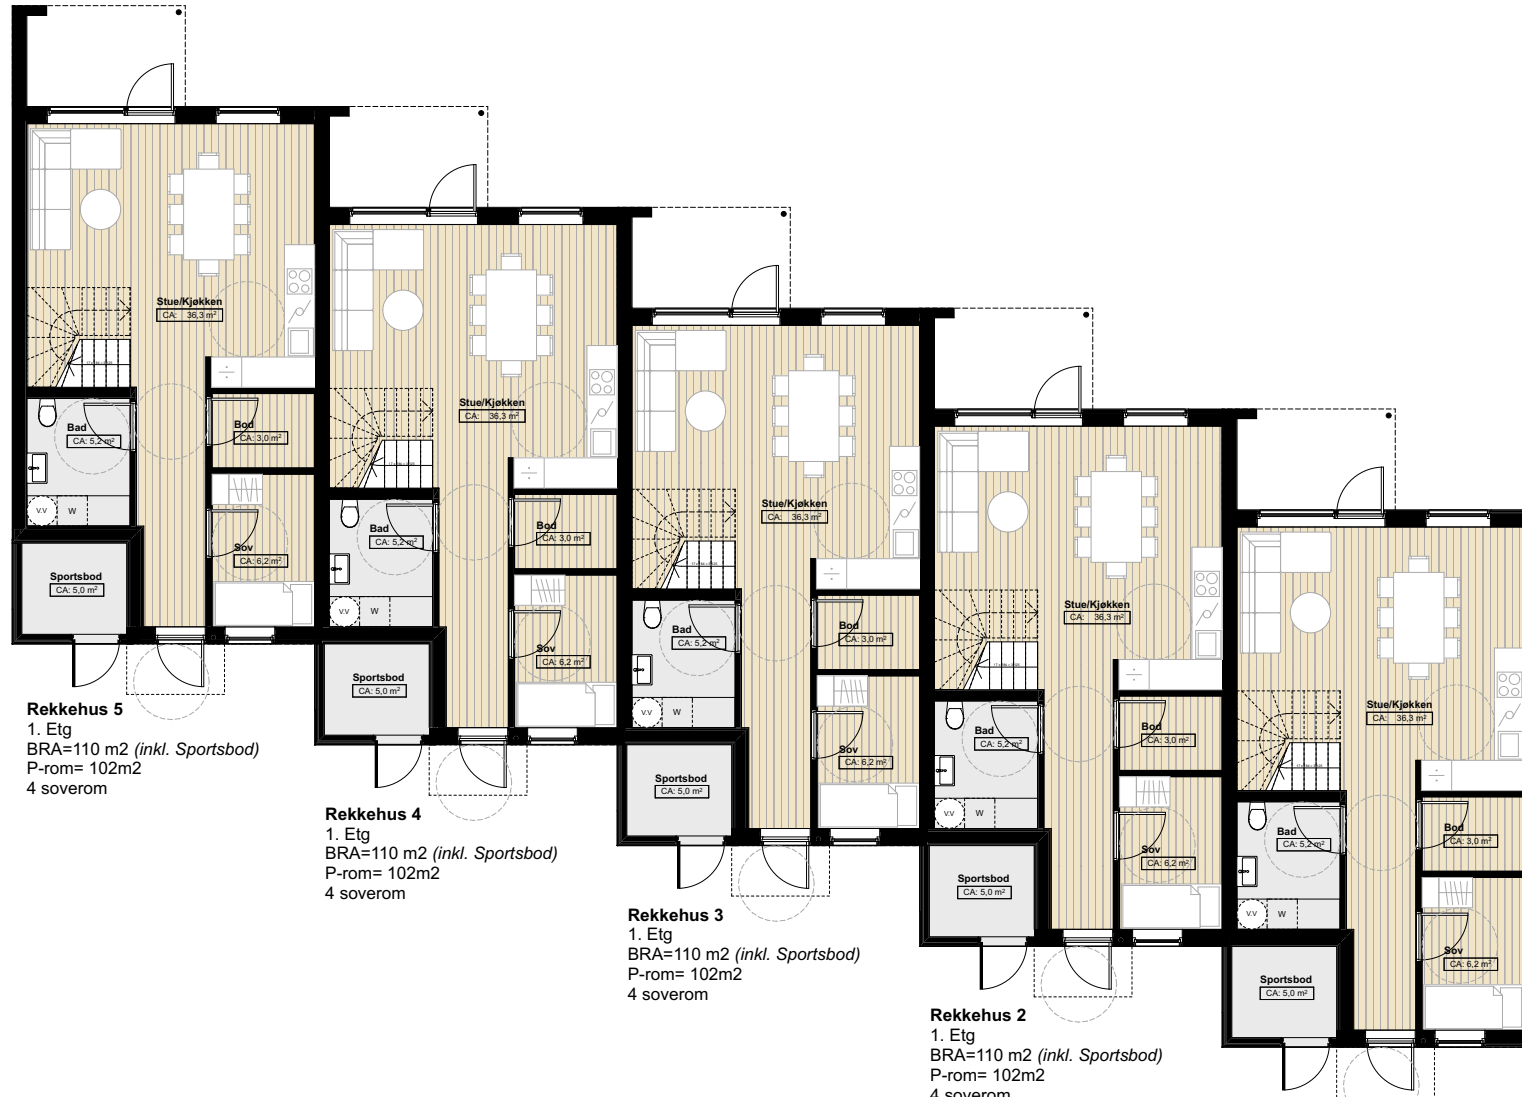 Stue/Kjøkken
CA: 36,3 m²
Bad
CA: 5,2 m²
Bod
CA: 3,0 m²
V.V
W
Sov
CA: 6,2 m²
Sportsbod
CA: 5,0 m²
Rekkehus 5
1. Etg
BRA=110 m2 (inkl. Sportsbod)
P-rom= 102m2
4 soverom
Stue/Kjøkken
CA: 36,3 m²
Bad
CA: 5,2 m²
Bod
CA: 3,0 m²
V.V
W
Sov
CA: 6,2 m²
Sportsbod
CA: 5,0 m²
Rekkehus 4
1. Etg
BRA=110 m2 (inkl. Sportsbod)
P-rom= 102m2
4 soverom
Stue/Kjøkken
CA: 36,3 m²
Bad
CA: 5,2 m²
Bod
CA: 3,0 m²
V.V
W
Sov
CA: 6,2 m²
Sportsbod
CA: 5,0 m²
Rekkehus 3
1. Etg
BRA=110 m2 (inkl. Sportsbod)
P-rom= 102m2
4 soverom
Stue/Kjøkken
CA: 36,3 m²
Bad
CA: 5,2 m²
Bod
CA: 3,0 m²
V.V
W
Sov
CA: 6,2 m²
Sportsbod
CA: 5,0 m²
Rekkehus 2
1. Etg
BRA=110 m2 (inkl. Sportsbod)
P-rom= 102m2
4 soverom
Stue/Kjøkken
CA: 36,3 m²
Bad
CA: 5,2 m²
Bod
CA: 3,0 m²
V.V
W
Sov
CA: 6,2 m²
Sportsbod
CA: 5,0 m²